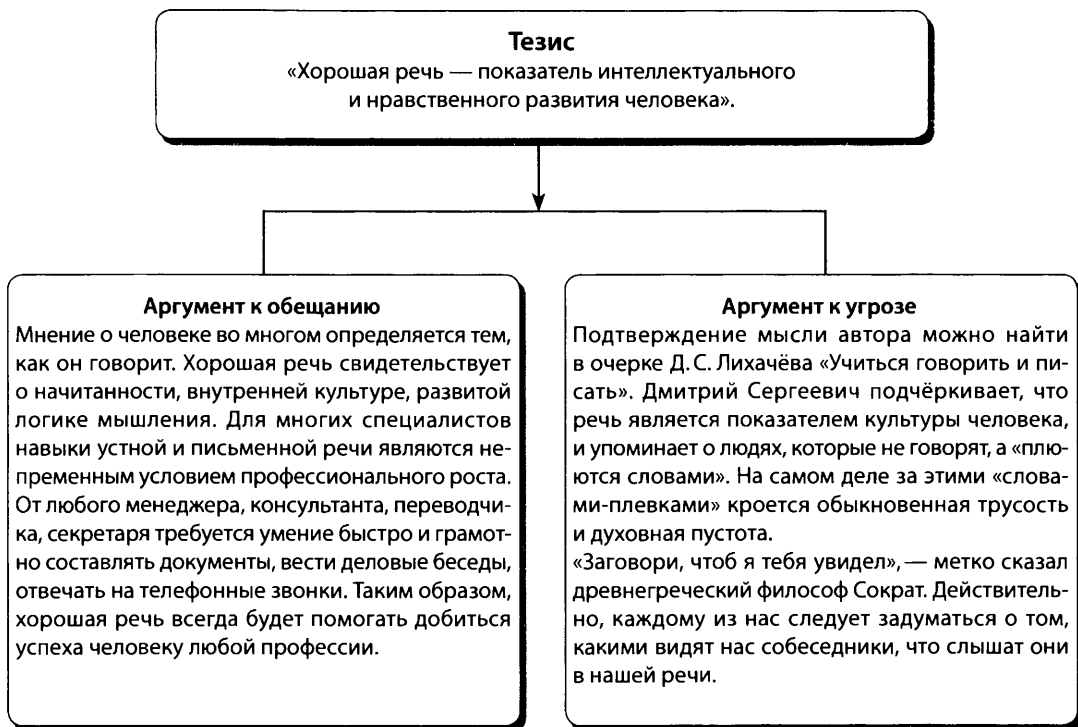 Тезис
«Хорошая речь — показатель интеллектуального
и нравственного развития человека».
Аргумент к обещанию
Мнение о человеке во многом определяется тем,
как он говорит. Хорошая речь свидетельствует
о начитанности, внутренней культуре, развитой
логике мышления. Для многих специалистов
навыки устной и письменной речи являются не-
пременным условием профессионального роста.
От любого менеджера, консультанта, переводчи-
ка, секретаря требуется умение быстро и грамот-
но составлять документы, вести деловые беседы,
отвечать на телефонные звонки. Таким образом,
хорошая речь всегда будет помогать добиться
успеха человеку любой профессии.
Аргумент к угрозе
Подтверждение мысли автора можно найти
в очерке Д. С. Лихачёва «Учиться говорить и пи-
сать». Дмитрий Сергеевич подчёркивает, что
речь является показателем культуры человека,
и упоминает о людях, которые не говорят, а «плю-
ются словами». На самом деле за этими «слова-
ми-плевками» кроется обыкновенная трусость
и духовная пустота.
«Заговори, чтоб я тебя увидел», — метко сказал
древнегреческий философ Сократ. Действитель-
но, каждому из нас следует задуматься о том,
какими видят нас собеседники, что слышат они
в нашей речи.